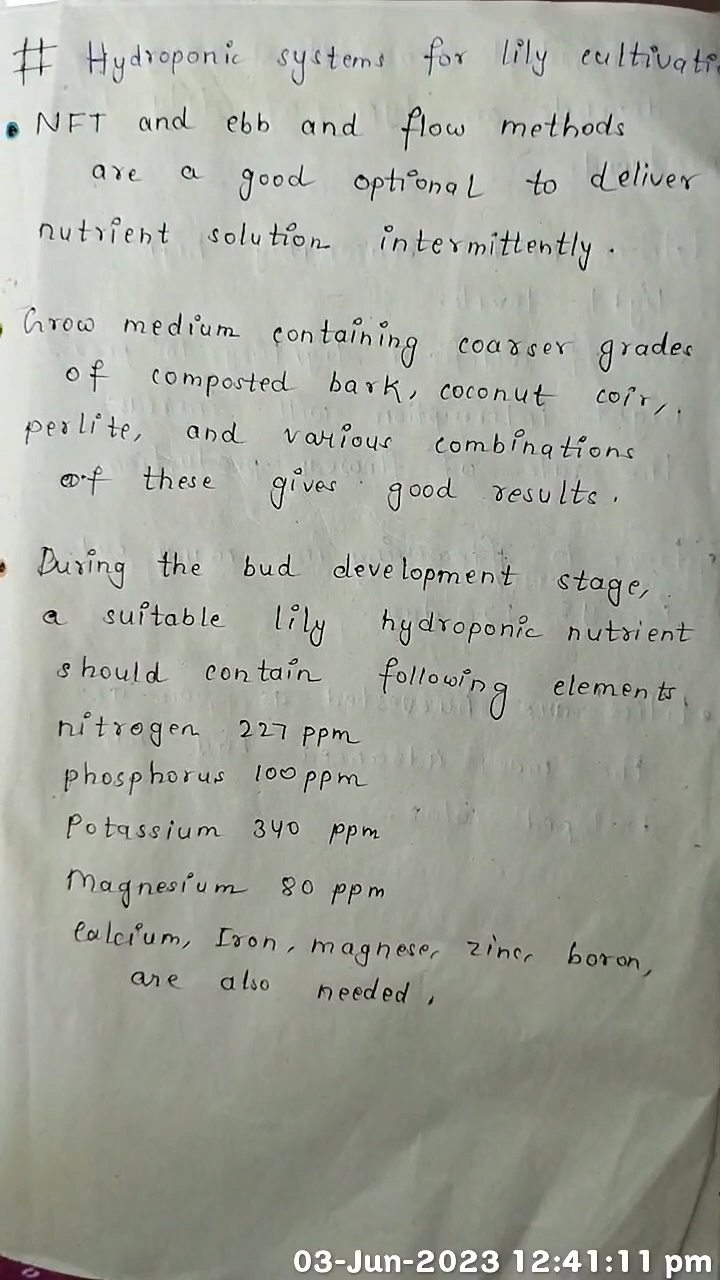 # Hydroponic systems for lily cultivati
• NFT and ebb and flow methods
are a good optional to deliver
nutrient solution intermittently.
Grow medium containing coarser grades
of composted bark, coconut coir,
perlite, and various combinations
of these gives good results.
• During the bud development stage,
a suitable lily hydroponic nutrient
should contain following elements
nitrogen 227 ppm
phosphorus 100 ppm
Potassium 340 ppm
Magnesium 80 ppm
Calcium, Iron, magnese, zinc, boron,
are also needed,
03-Jun-2023 12:41:11 pm